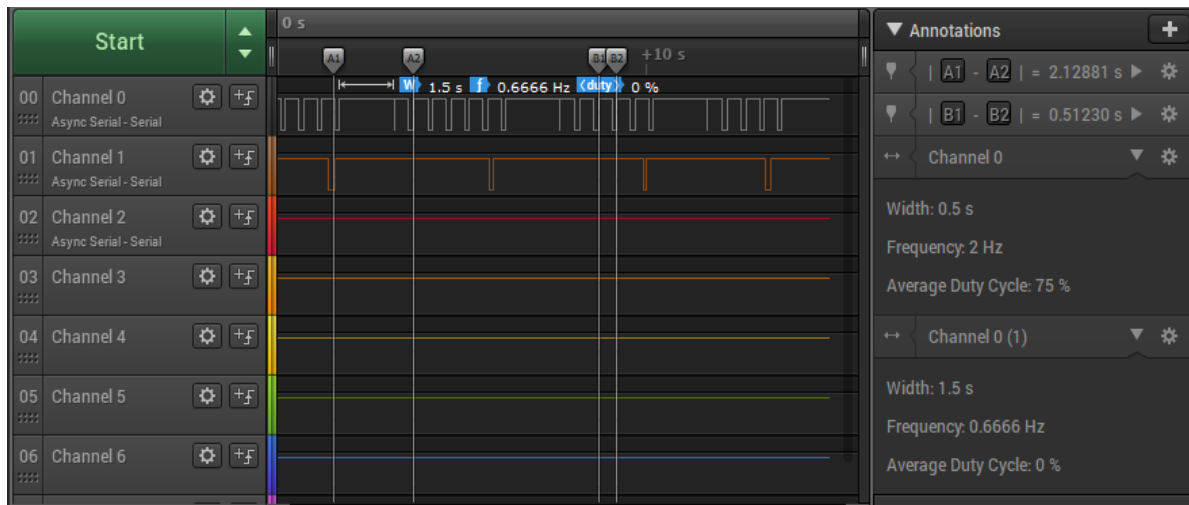 Start
0 s
+10 s
A1
A2
B1
B2
W 1.5 s f 0.6666 Hz duty 0 %
00 Channel 0
Async Serial - Serial
01 Channel 1
Async Serial - Serial
02 Channel 2
Async Serial - Serial
03 Channel 3
04 Channel 4
05 Channel 5
06 Channel 6
Annotations
| A1 - A2 | = 2.12881 s
| B1 - B2 | = 0.51230 s
Channel 0
Width: 0.5 s
Frequency: 2 Hz
Average Duty Cycle: 75 %
Channel 0 (1)
Width: 1.5 s
Frequency: 0.6666 Hz
Average Duty Cycle: 0 %